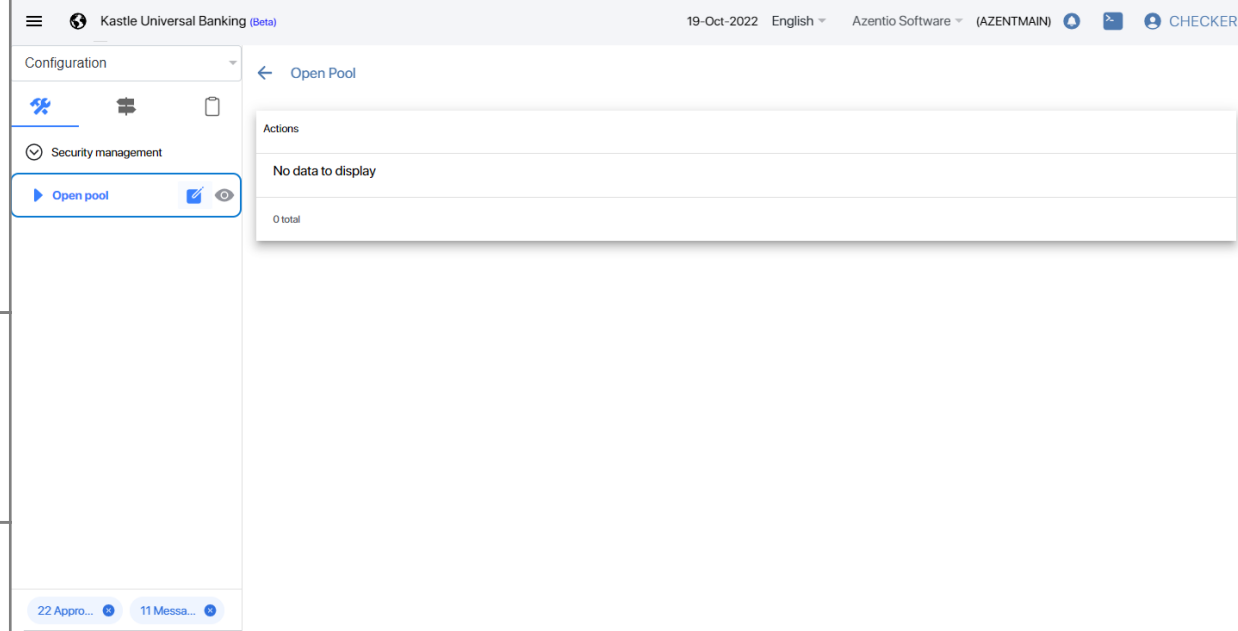 Kastle Universal Banking (Beta)
19-Oct-2022 English Azentio Software (AZENTMAIN) CHECKER
Configuration
Open Pool
Actions
Security management
No data to display
Open pool
0 total
22 Appro... 11 Messa...